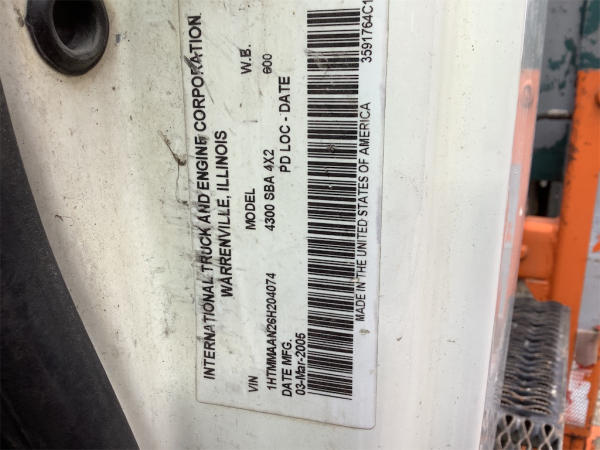 INTERNATIONAL TRUCK AND ENGINE CORPORATION
WARRENVILLE, ILLINOIS
VIN MODEL W.B.
1HTMMAAN26H204074 4300 SBA 4X2 600
DATE MFG. PD LOC - DATE
03-Mar-2005
MADE IN THE UNITED STATES OF AMERICA 3591764C1